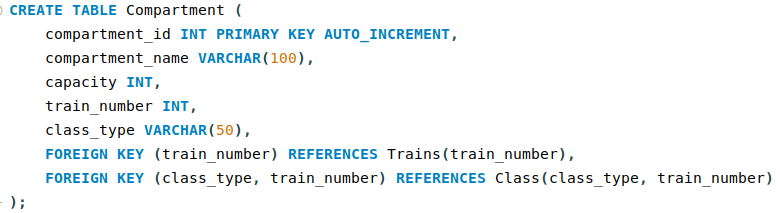 CREATE TABLE Compartment (
    compartment_id INT PRIMARY KEY AUTO_INCREMENT,
    compartment_name VARCHAR(100),
    capacity INT,
    train_number INT,
    class_type VARCHAR(50),
    FOREIGN KEY (train_number) REFERENCES Trains(train_number),
    FOREIGN KEY (class_type, train_number) REFERENCES Class(class_type, train_number)
);